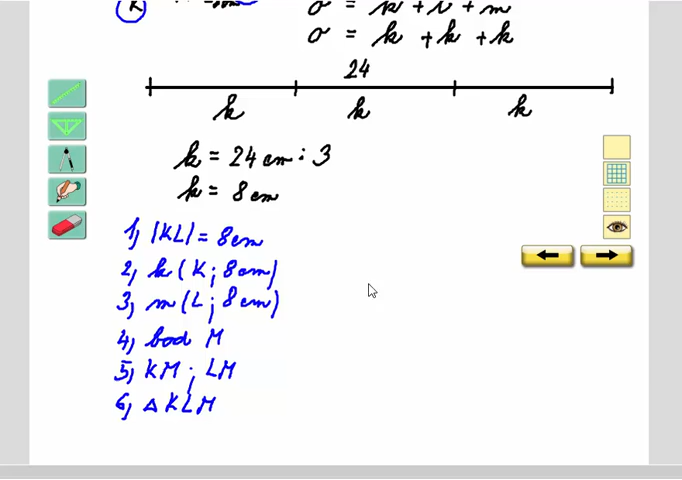 σ = k + l + m
σ = k + k + k
24
k k k
k = 24 cm : 3
k = 8 cm
1, |KL| = 8 cm
2, k (K ; 8 cm)
3, m (L ; 8 cm)
4, bod M
5, KM ; LM
6, Δ KLM